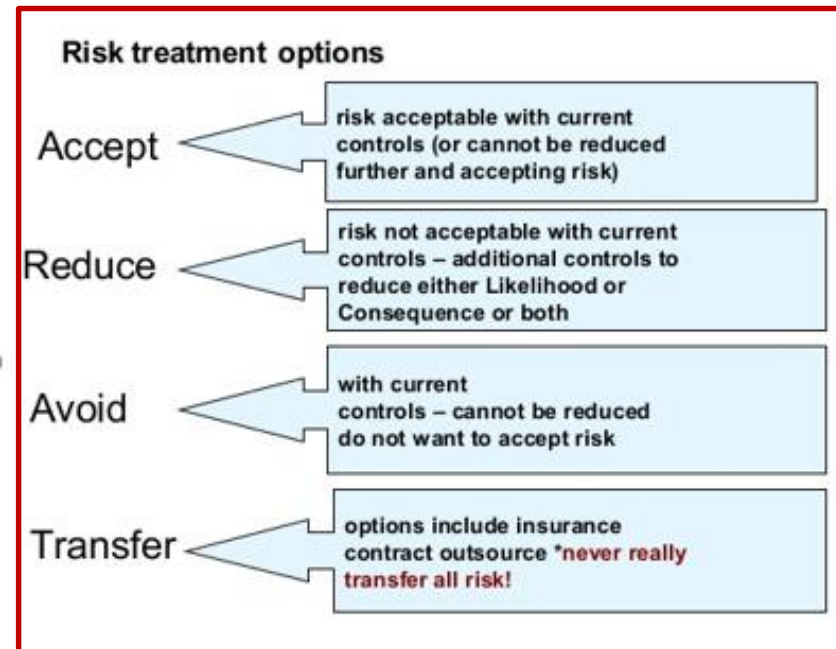 Risk treatment options
Accept
risk acceptable with current
controls (or cannot be reduced
further and accepting risk)
Reduce
risk not acceptable with current
controls – additional controls to
reduce either Likelihood or
Consequence or both
Avoid
with current
controls – cannot be reduced
do not want to accept risk
Transfer
options include insurance
contract outsource *never really
transfer all risk!